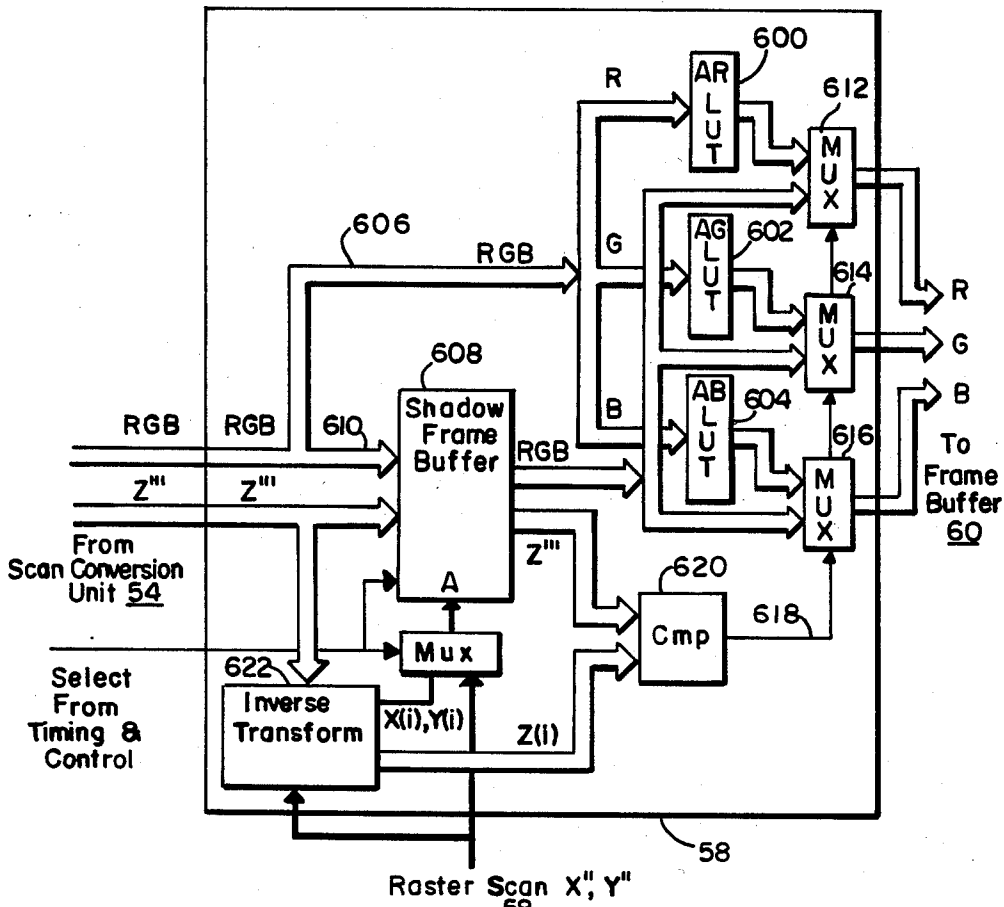 600
R
AR
LUT
612
MUX
606
RGB
G
AG
LUT
602
614
MUX
R
G
B
608
Shadow
Frame
Buffer
610
RGB
RGB
B
AB
LUT
604
616
MUX
To
Frame
Buffer
60
RGB
Z'''
Z'''
Z'''
From
Scan Conversion
Unit 54
A
620
Cmp
618
Mux
Select
From
Timing &
Control
622
Inverse
Transform
X(i),Y(i)
Z(i)
58
Raster Scan X", Y"